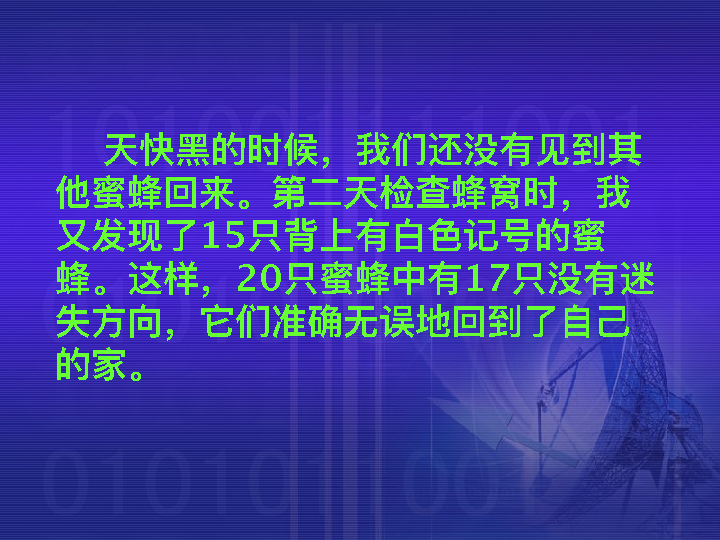 天快黑的时候，我们还没有见到其
他蜜蜂回来。第二天检查蜂窝时，我
又发现了15只背上有白色记号的蜜
蜂。这样，20只蜜蜂中有17只没有迷
失方向，它们准确无误地回到了自己
的家。